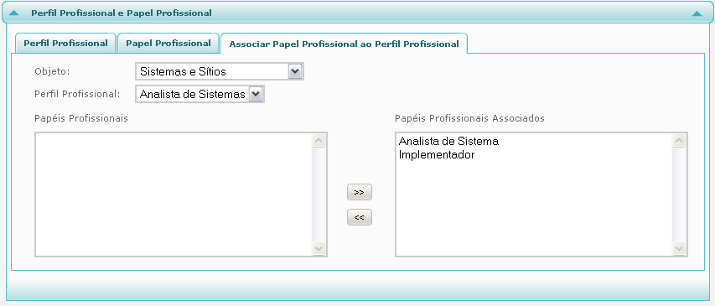 Perfil Profissional e Papel Profissional
Perfil Profissional Papel Profissional Associar Papel Profissional ao Perfil Profissional
Objeto: Sistemas e Sítios
Perfil Profissional: Analista de Sistemas
Papéis Profissionais Papéis Profissionais Associados
Analista de Sistema
Implementador
>>
<<